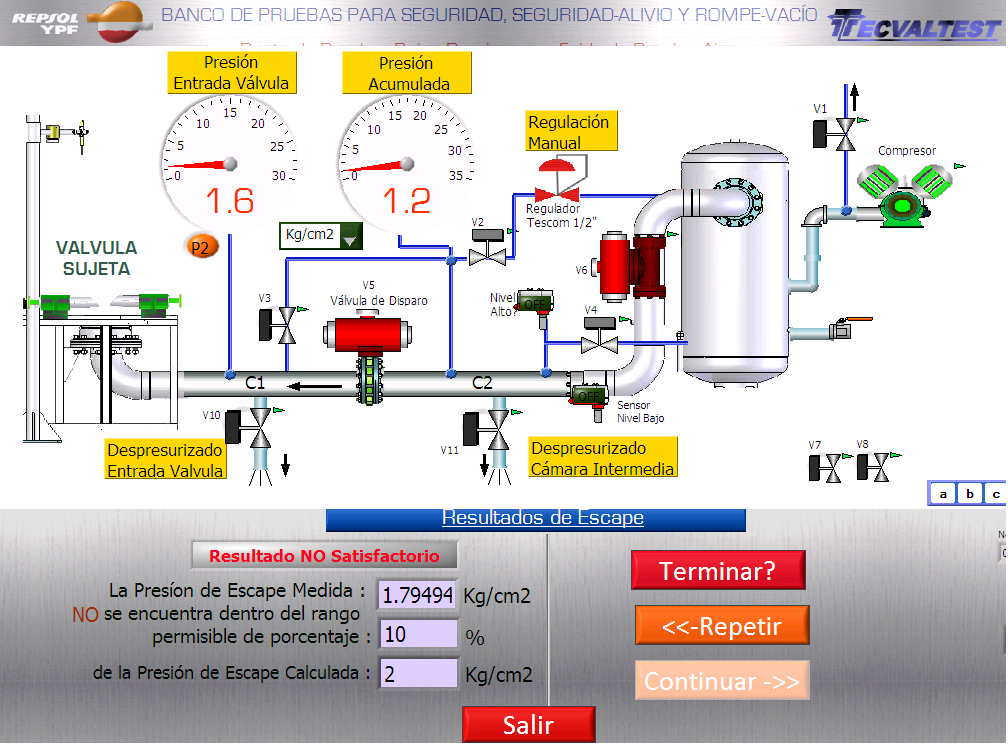 REPSOL
YPF
BANCO DE PRUEBAS PARA SEGURIDAD, SEGURIDAD-ALIVIO Y ROMPE-VACÍO
TECVALTEST
Presión
Entrada Válvula
Presión
Acumulada
0
5
10
15
20
25
30
1.6
0
5
10
15
20
25
30
35
1.2
Regulación
Manual
Regulador
Tescom 1/2"
V1
Compresor
P2
Kg/cm2
V2
VALVULA
SUJETA
V3
V5
Válvula de Disparo
Nivel
Alto?
OFF
V6
V4
C1
C2
OFF
Sensor
Nivel Bajo
V10
V11
Despresurizado
Entrada Valvula
Despresurizado
Cámara Intermedia
V7
V8
a
b
c
Resultados de Escape
Resultado NO Satisfactorio
La Presíon de Escape Medida : 1.79494 Kg/cm2
NO se encuentra dentro del rango
permisible de porcentaje : 10 %
de la Presión de Escape Calculada : 2 Kg/cm2
Terminar?
<<-Repetir
Continuar ->>
Salir